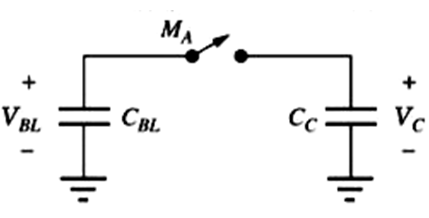 M_A
+ +
V_BL C_BL C_C V_C
− −